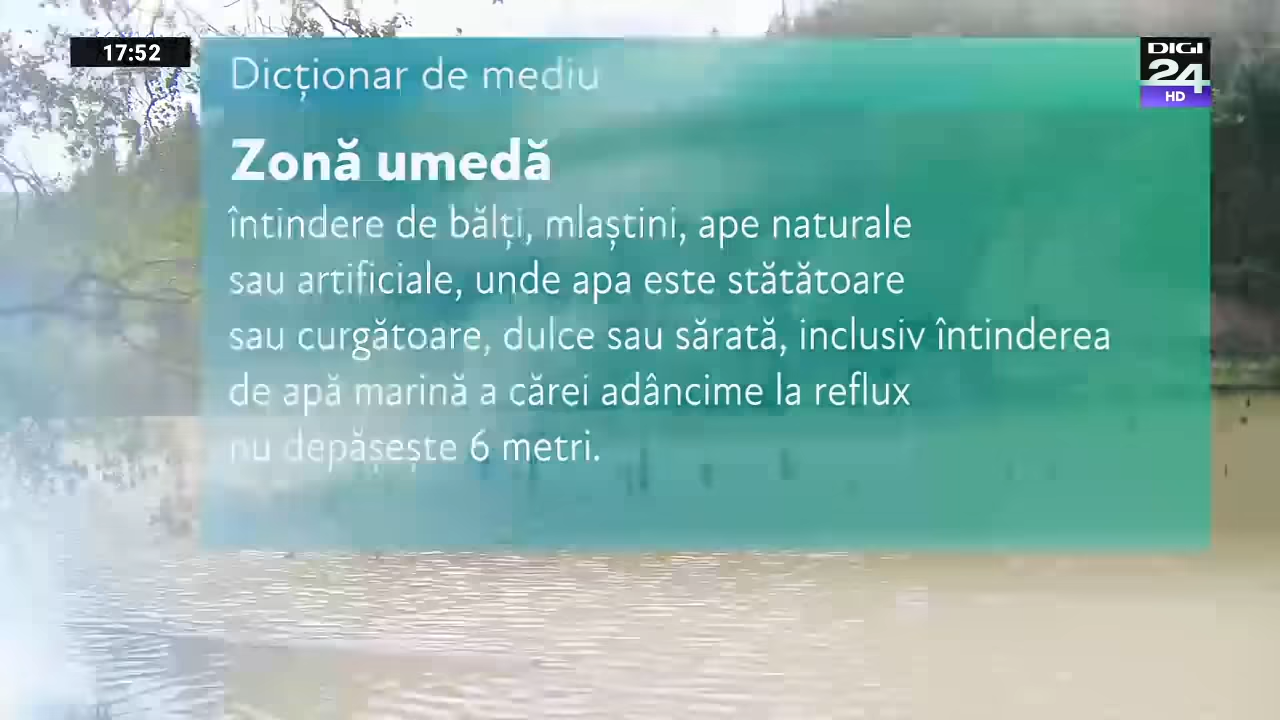 17:52
DIGI
24
HD
Dicționar de mediu
Zonă umedă
întindere de bălți, mlaștini, ape naturale
sau artificiale, unde apa este stătătoare
sau curgătoare, dulce sau sărată, inclusiv întinderea
de apă marină a cărei adâncime la reflux
nu depășește 6 metri.